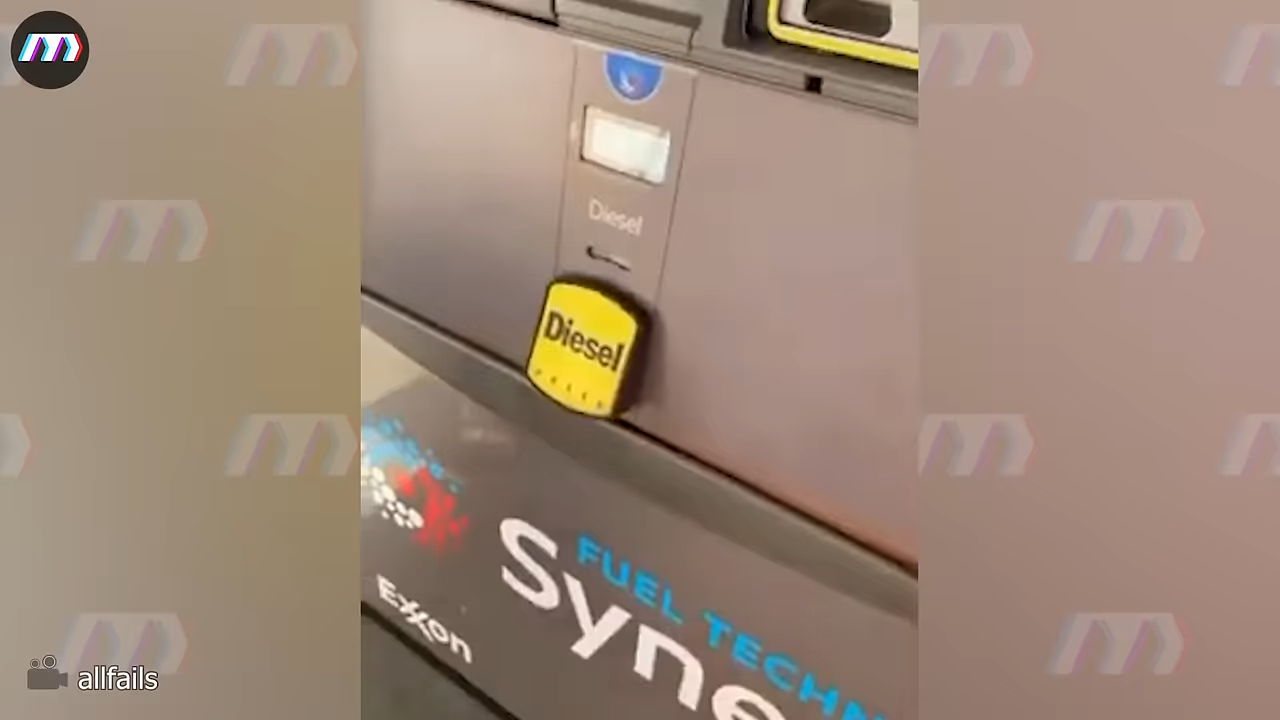 Diesel
Diesel
FUEL TECHN
Syne
Exxon
allfails